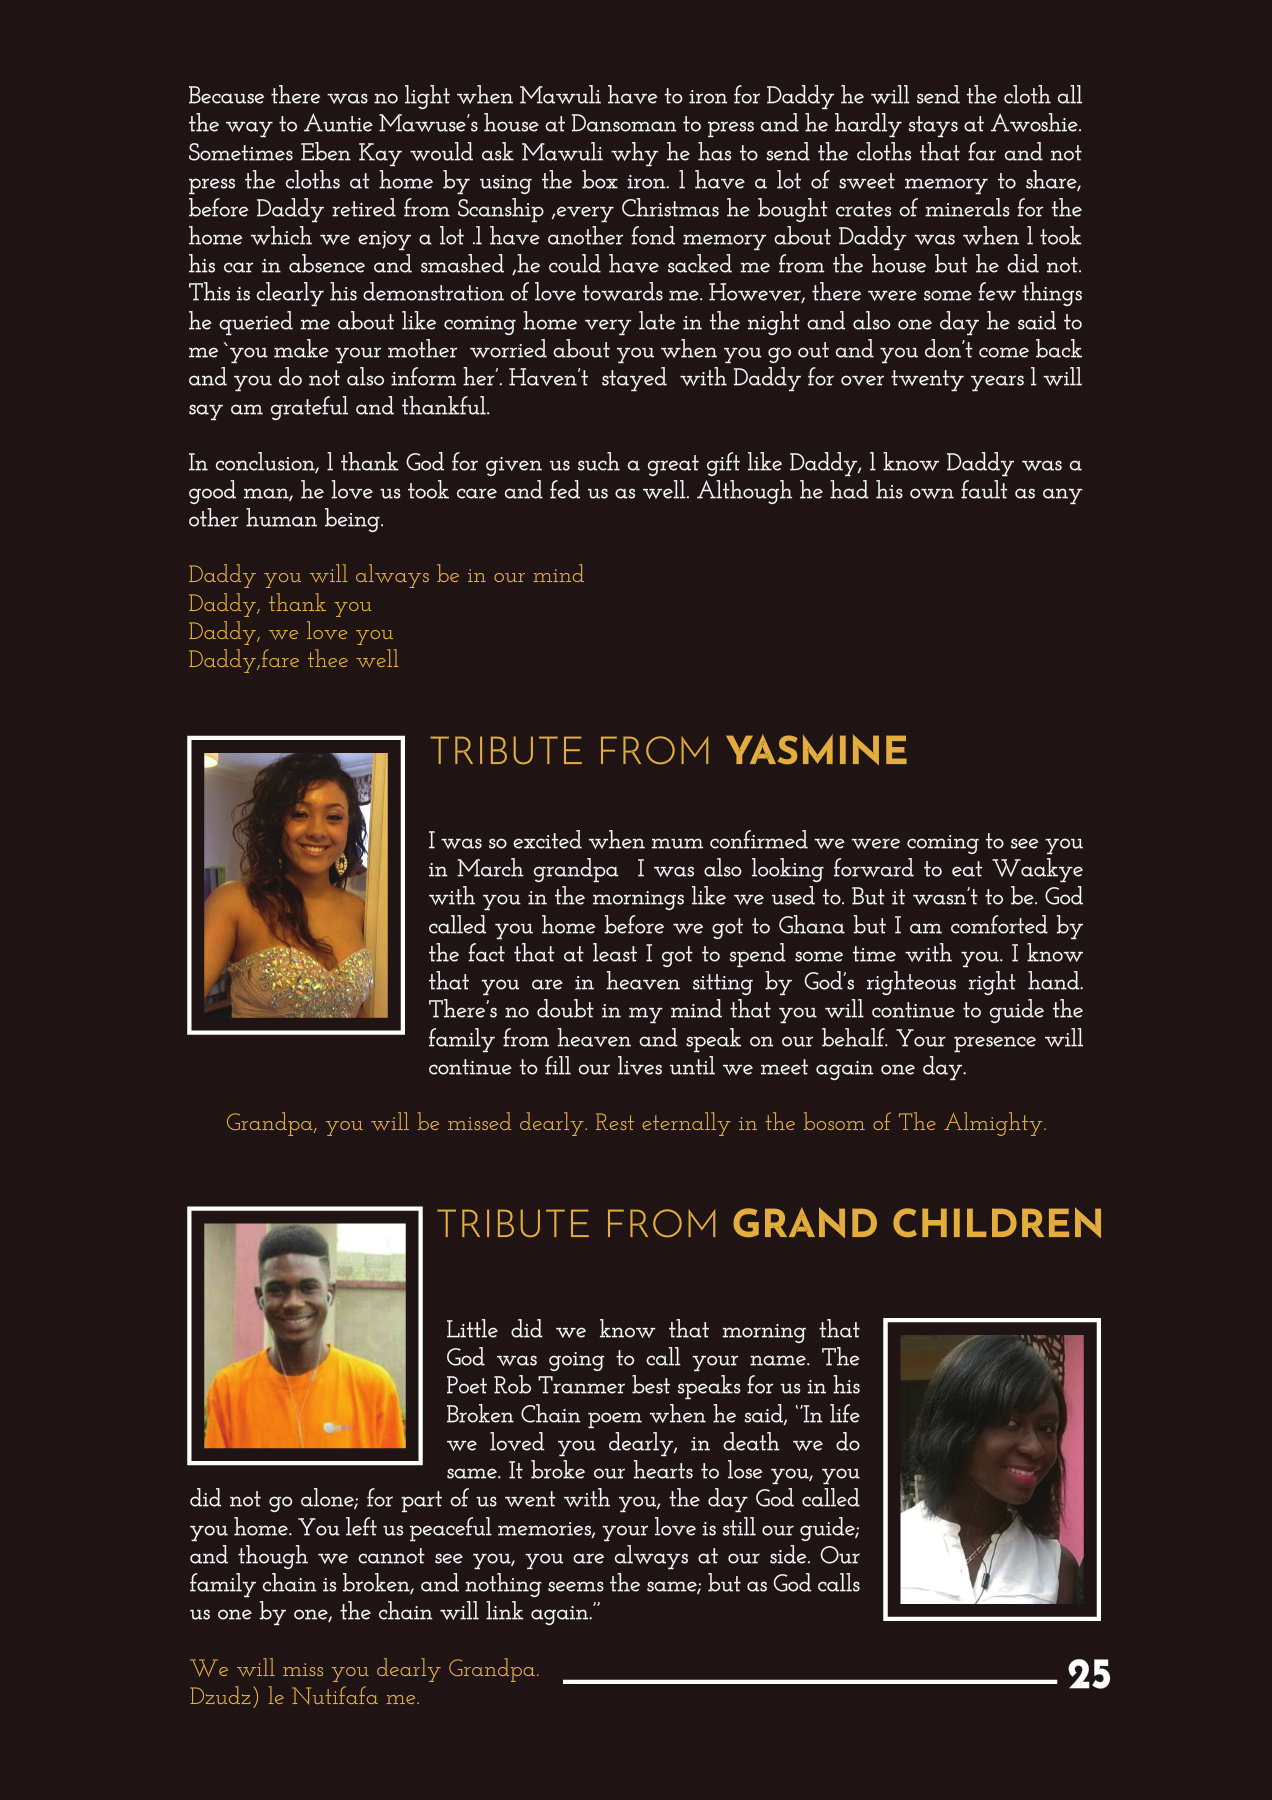 Because there was no light when Mawuli have to iron for Daddy he will send the cloth all
the way to Auntie Mawuse's house at Dansoman to press and he hardly stays at Awoshie.
Sometimes Eben Kay would ask Mawuli why he has to send the cloths that far and not
press the cloths at home by using the box iron. l have a lot of sweet memory to share,
before Daddy retired from Scanship ,every Christmas he bought crates of minerals for the
home which we enjoy a lot .l have another fond memory about Daddy was when l took
his car in absence and smashed ,he could have sacked me from the house but he did not.
This is clearly his demonstration of love towards me. However, there were some few things
he queried me about like coming home very late in the night and also one day he said to
me `you make your mother  worried about you when you go out and you don't come back
and you do not also inform her'. Haven't  stayed  with Daddy for over twenty years l will
say am grateful and thankful.

In conclusion, l thank God for given us such a great gift like Daddy, l know Daddy was a
good man, he love us took care and fed us as well. Although he had his own fault as any
other human being.

Daddy you will always be in our mind
Daddy, thank you
Daddy, we love you
Daddy,fare thee well

TRIBUTE FROM YASMINE

I was so excited when mum confirmed we were coming to see you
in March grandpa  I was also looking forward to eat Waakye
with you in the mornings like we used to. But it wasn't to be. God
called you home before we got to Ghana but I am comforted by
the fact that at least I got to spend some time with you. I know
that you are in heaven sitting by God's righteous right hand.
There's no doubt in my mind that you will continue to guide the
family from heaven and speak on our behalf. Your presence will
continue to fill our lives until we meet again one day.

Grandpa, you will be missed dearly. Rest eternally in the bosom of The Almighty.

TRIBUTE FROM GRAND CHILDREN

Little did we know that morning that
God was going to call your name. The
Poet Rob Tranmer best speaks for us in his
Broken Chain poem when he said, ``In life
we loved you dearly, in death we do
same. It broke our hearts to lose you, you
did not go alone; for part of us went with you, the day God called
you home. You left us peaceful memories, your love is still our guide;
and though we cannot see you, you are always at our side. Our
family chain is broken, and nothing seems the same; but as God calls
us one by one, the chain will link again.''

We will miss you dearly Grandpa.
Dzudz) le Nutifafa me.
25